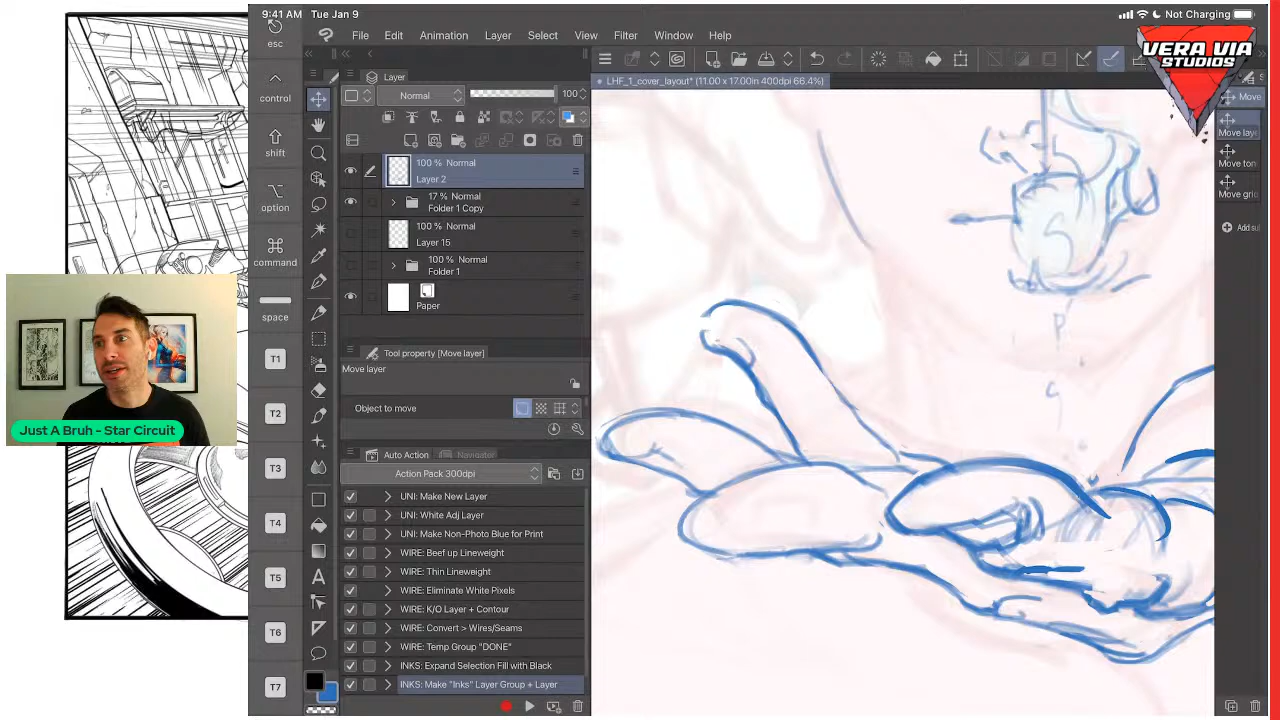 9:41 AM Tue Jan 9
Not Charging
VERA VIA
STUDIOS
esc
control
shift
option
command
space
T1
T2
T3
T4
T5
T6
T7
File Edit Animation Layer Select View Filter Window Help
Layer
LHF_1_cover_layout* (11.00 x 17.00in 400dpi 66.4%)
Normal 100
100 % Normal
Layer 2
17 % Normal
Folder 1 Copy
100 % Normal
Layer 15
100 % Normal
Folder 1
Paper
Tool property [Move layer]
Move layer
Object to move
Auto Action Navigator
Action Pack 300dpi
UNI: Make New Layer
UNI: White Adj Layer
UNI: Make Non-Photo Blue for Print
WIRE: Beef up Lineweight
WIRE: Thin Lineweight
WIRE: Eliminate White Pixels
WIRE: K/O Layer + Contour
WIRE: Convert > Wires/Seams
WIRE: Temp Group "DONE"
INKS: Expand Selection Fill with Black
INKS: Make "Inks" Layer Group + Layer
Move
Move laye
Move ton
Move grid
Add su
Just A Bruh - Star Circuit